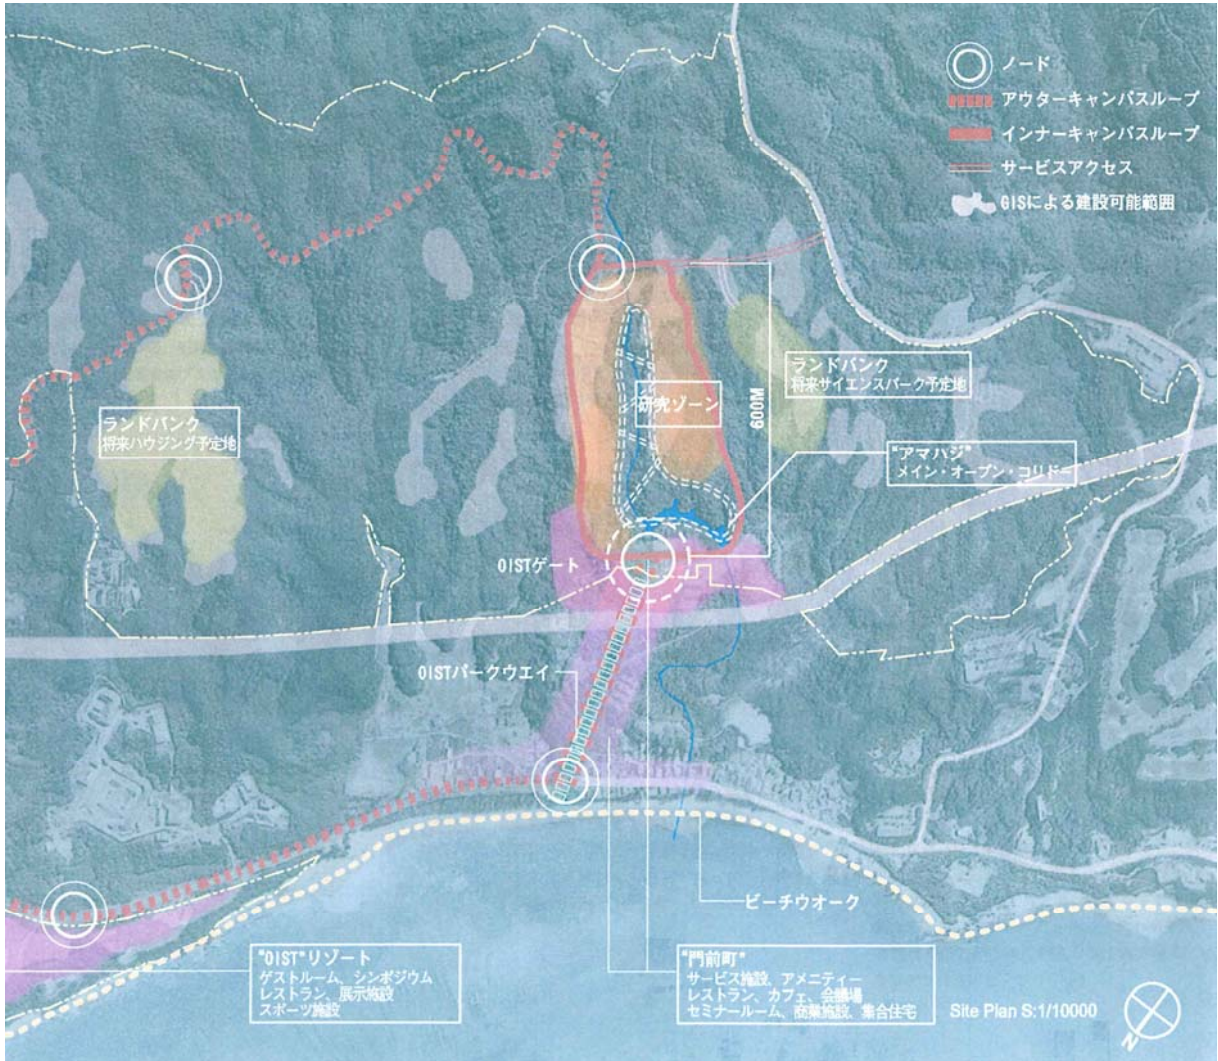 ノード
アウターキャンパスループ
インナーキャンパスループ
サービスアクセス
GISによる建設可能範囲
ランドバンク
将来サイエンスパーク予定地
600M
研究ゾーン
ランドバンク
将来ハウジング予定地
"アマハジ"
メイン・オープン・コリドー
OISTゲート
OISTパークウエイ
ビーチウオーク
"OIST"リゾート
ゲストルーム、シンポジウム
レストラン、展示施設
スポーツ施設
"門前町"
サービス施設、アメニティー
レストラン、カフェ、会議場
セミナールーム、商業施設、集合住宅
Site Plan S:1/10000
N